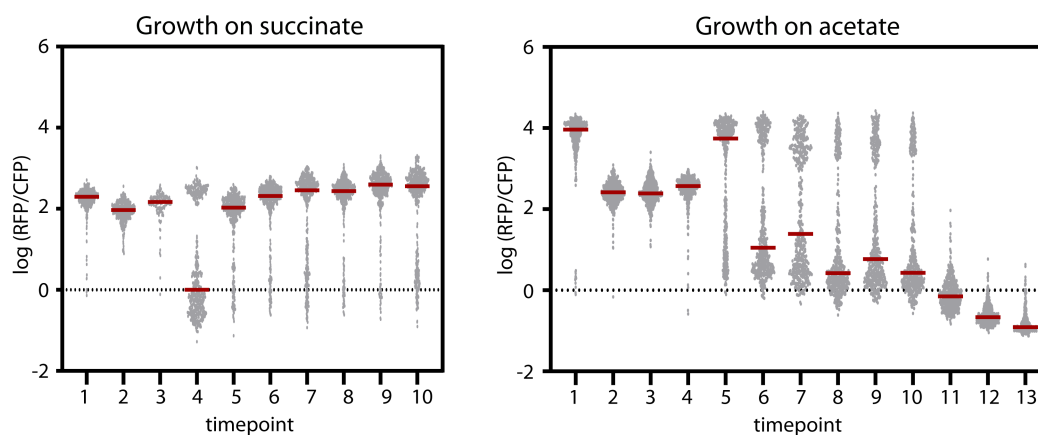 Growth on succinate
6
4
2
0
-2
log (RFP/CFP)
1 2 3 4 5 6 7 8 9 10
timepoint
Growth on acetate
6
4
2
0
-2
log (RFP/CFP)
1 2 3 4 5 6 7 8 9 10 11 12 13
timepoint